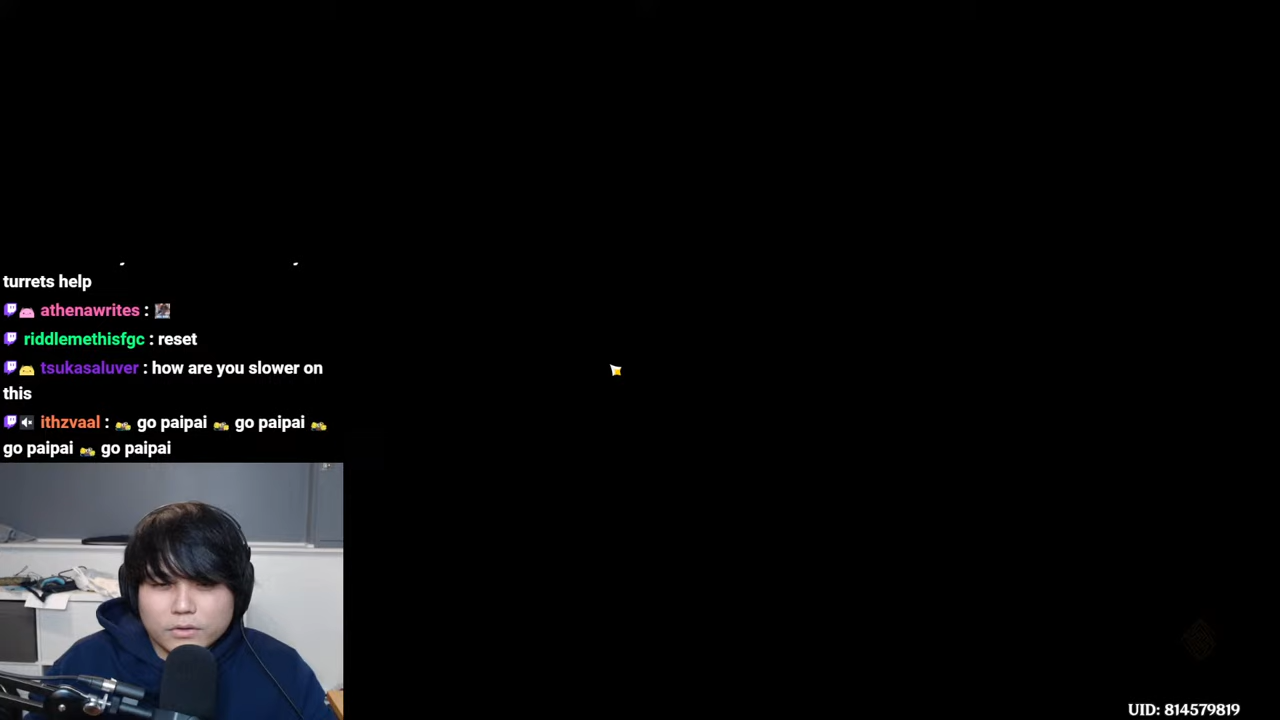 turrets help
athenawrites :
riddlemethisfgc : reset
tsukasaluver : how are you slower on
this
ithzvaal : go paipai go paipai
go paipai go paipai
UID: 814579819